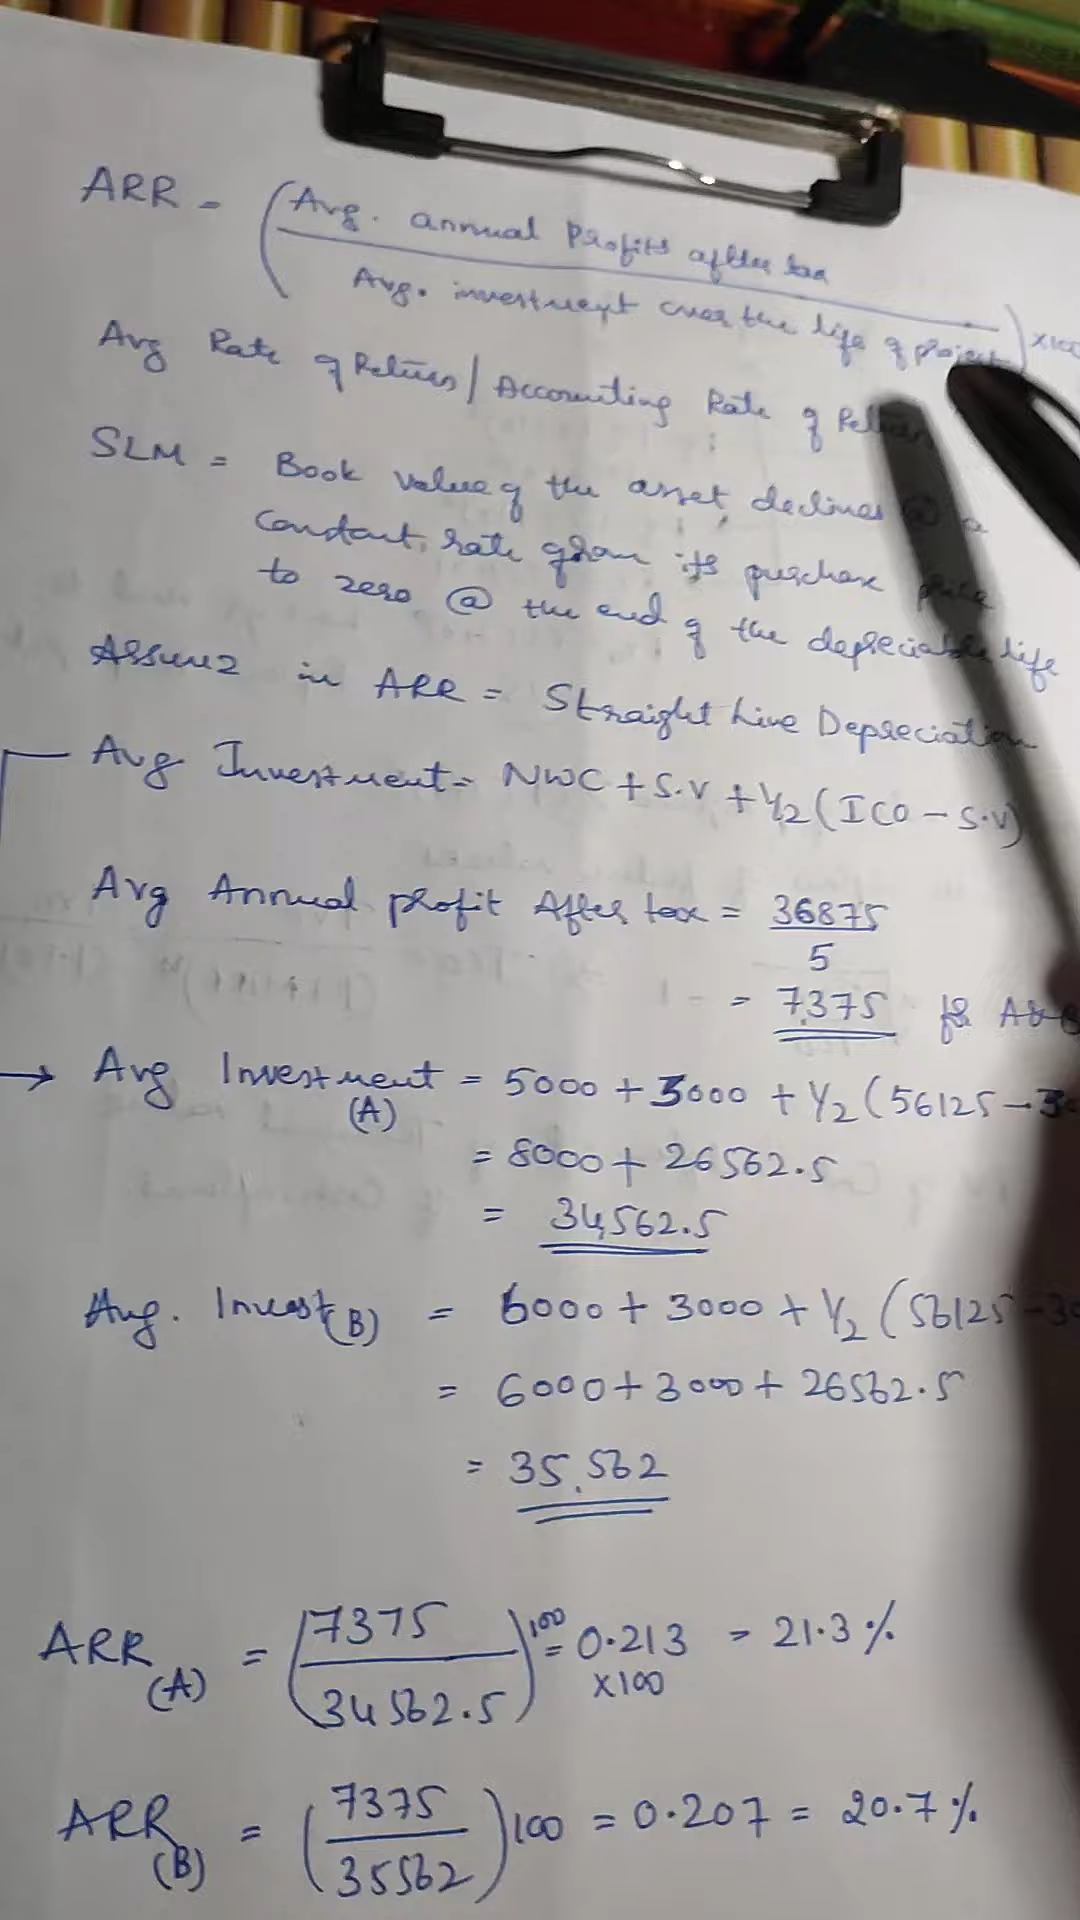 ARR = (Avg. annual Profits after tax
Avg. investment over the life of project) x100
Avg Rate of Return / Accounting Rate of Return
SLM = Book value of the asset declines @ a
constant rate from its purchase price
to zero @ the end of the depreciable life
Assume in ARR = Straight Line Depreciation
Avg Investment = NWC + S.V + 1/2 (ICO - S.V)
Avg Annual profit After tax = 36875
5
= 7375 for A&B
→ Avg Investment (A) = 5000 + 3000 + 1/2 (56125 - 3
= 8000 + 26562.5
= 34,562.5
Avg. Invest (B) = 6000 + 3000 + 1/2 (56125 - 30
= 6000 + 3000 + 26562.5
= 35,562
ARR (A) = (7375 / 34562.5) 100 = 0.213 x100 = 21.3%
ARR (B) = (7375 / 35562) 100 = 0.207 = 20.7%